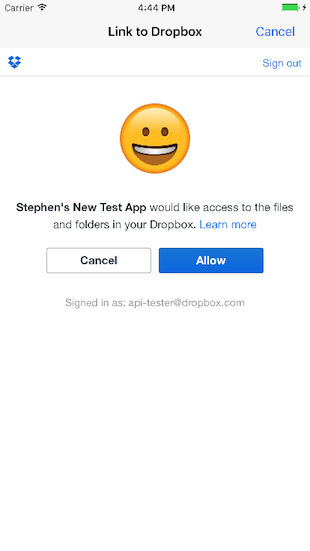 Carrier 4:44 PM
Link to Dropbox Cancel
Sign out
Stephen's New Test App would like access to the files
and folders in your Dropbox. Learn more
Cancel Allow
Signed in as: api-tester@dropbox.com